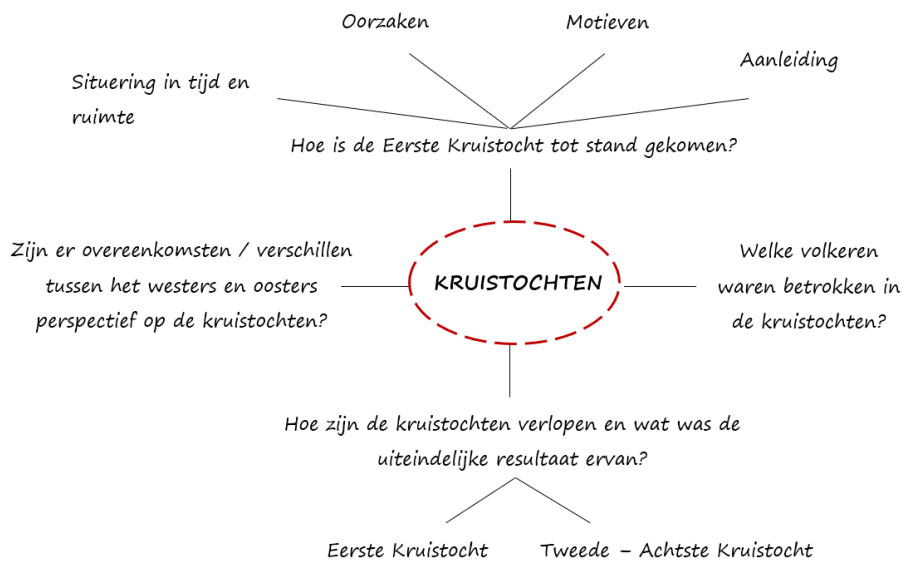 Oorzaken
Motieven
Aanleiding
Situering in tijd en
ruimte
Hoe is de Eerste Kruistocht tot stand gekomen?
Zijn er overeenkomsten / verschillen
tussen het westers en oosters
perspectief op de kruistochten?
KRUISTOCHTEN
Welke volkeren
waren betrokken in
de kruistochten?
Hoe zijn de kruistochten verlopen en wat was de
uiteindelijke resultaat ervan?
Eerste Kruistocht
Tweede – Achtste Kruistocht